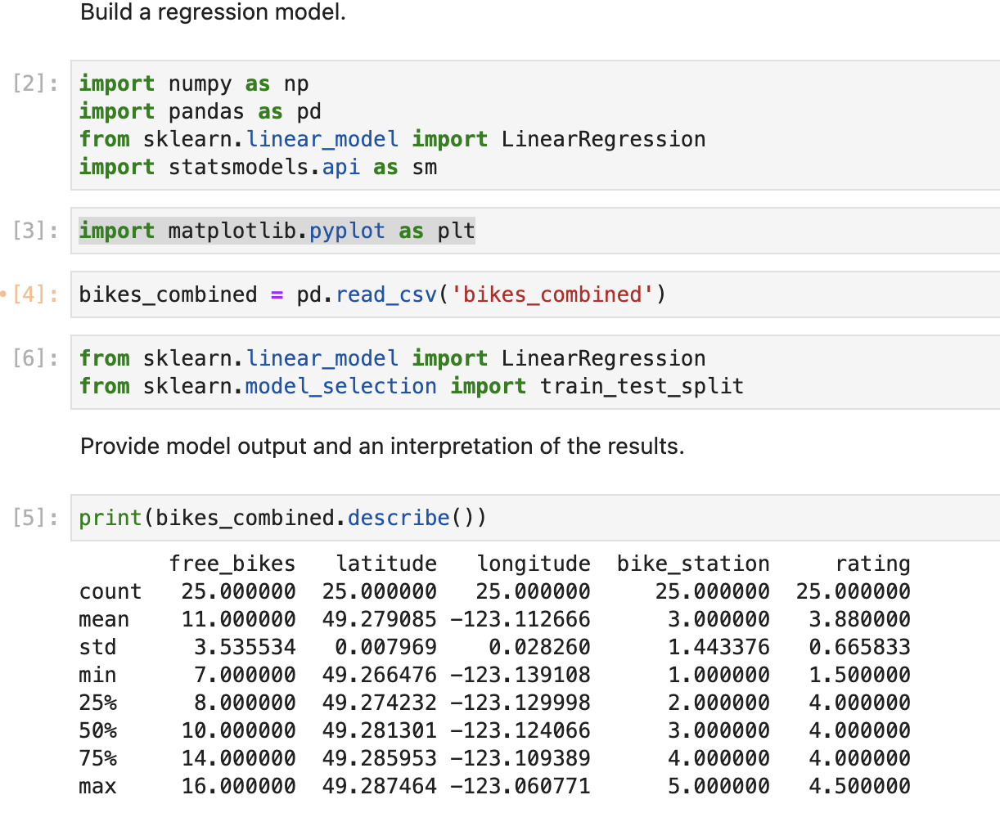 Build a regression model.
[2]: import numpy as np
import pandas as pd
from sklearn.linear_model import LinearRegression
import statsmodels.api as sm
[3]: import matplotlib.pyplot as plt
•[4]: bikes_combined = pd.read_csv('bikes_combined')
[6]: from sklearn.linear_model import LinearRegression
from sklearn.model_selection import train_test_split
Provide model output and an interpretation of the results.
[5]: print(bikes_combined.describe())
free_bikes latitude longitude bike_station rating
count 25.000000 25.000000 25.000000 25.000000 25.000000
mean 11.000000 49.279085 -123.112666 3.000000 3.880000
std 3.535534 0.007969 0.028260 1.443376 0.665833
min 7.000000 49.266476 -123.139108 1.000000 1.500000
25% 8.000000 49.274232 -123.129998 2.000000 4.000000
50% 10.000000 49.281301 -123.124066 3.000000 4.000000
75% 14.000000 49.285953 -123.109389 4.000000 4.000000
max 16.000000 49.287464 -123.060771 5.000000 4.500000